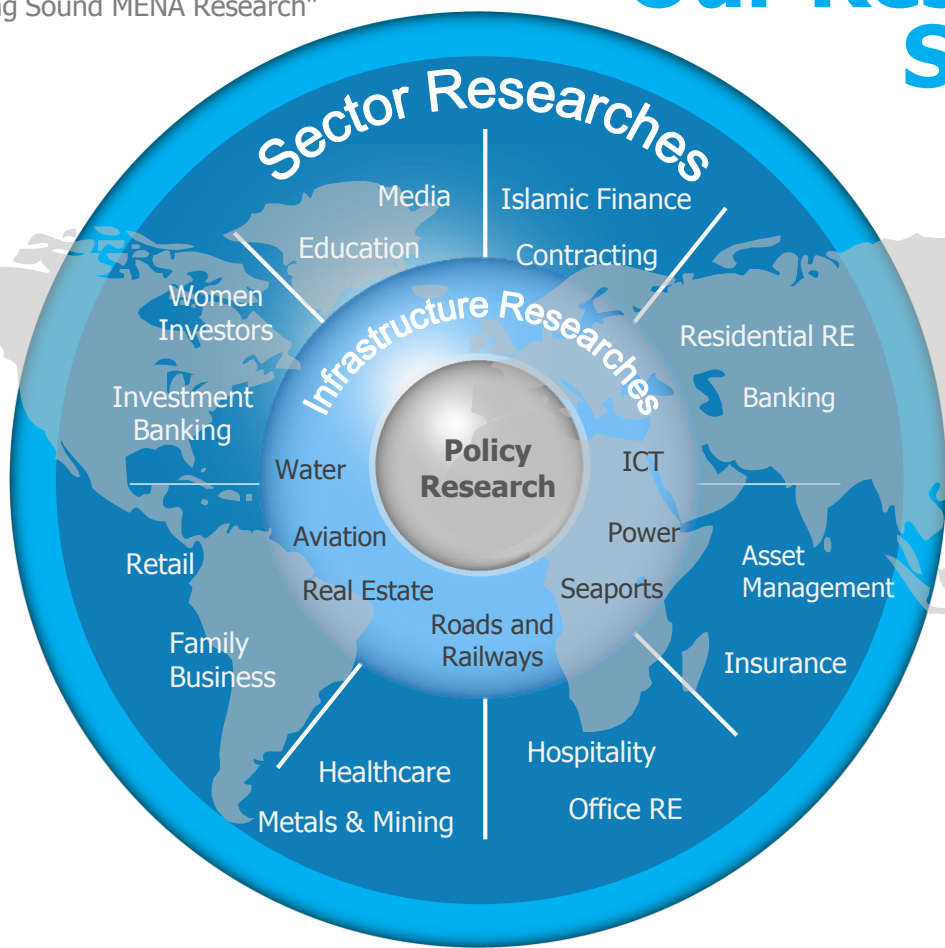 Sound MENA Research”
Our
S
Sector Researches
Media
Education
Islamic Finance
Contracting
Women
Investors
Investment
Banking
Residential RE
Banking
Infrastructure Researches
Policy
Research
Water
Aviation
Real Estate
Roads and
Railways
ICT
Power
Seaports
Retail
Family
Business
Asset
Management
Insurance
Healthcare
Metals & Mining
Hospitality
Office RE